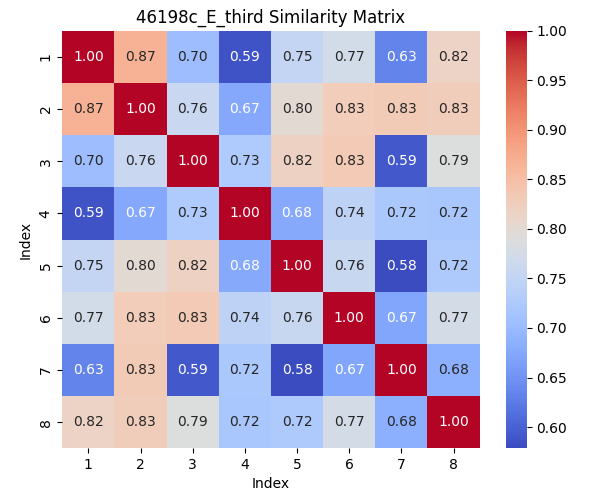 46198c_E_third Similarity Matrix
1 1.00 0.87 0.70 0.59 0.75 0.77 0.63 0.82
2 0.87 1.00 0.76 0.67 0.80 0.83 0.83 0.83
3 0.70 0.76 1.00 0.73 0.82 0.83 0.59 0.79
4 0.59 0.67 0.73 1.00 0.68 0.74 0.72 0.72
5 0.75 0.80 0.82 0.68 1.00 0.76 0.58 0.72
6 0.77 0.83 0.83 0.74 0.76 1.00 0.67 0.77
7 0.63 0.83 0.59 0.72 0.58 0.67 1.00 0.68
8 0.82 0.83 0.79 0.72 0.72 0.77 0.68 1.00
1 2 3 4 5 6 7 8
Index
Index
1.00
0.95
0.90
0.85
0.80
0.75
0.70
0.65
0.60